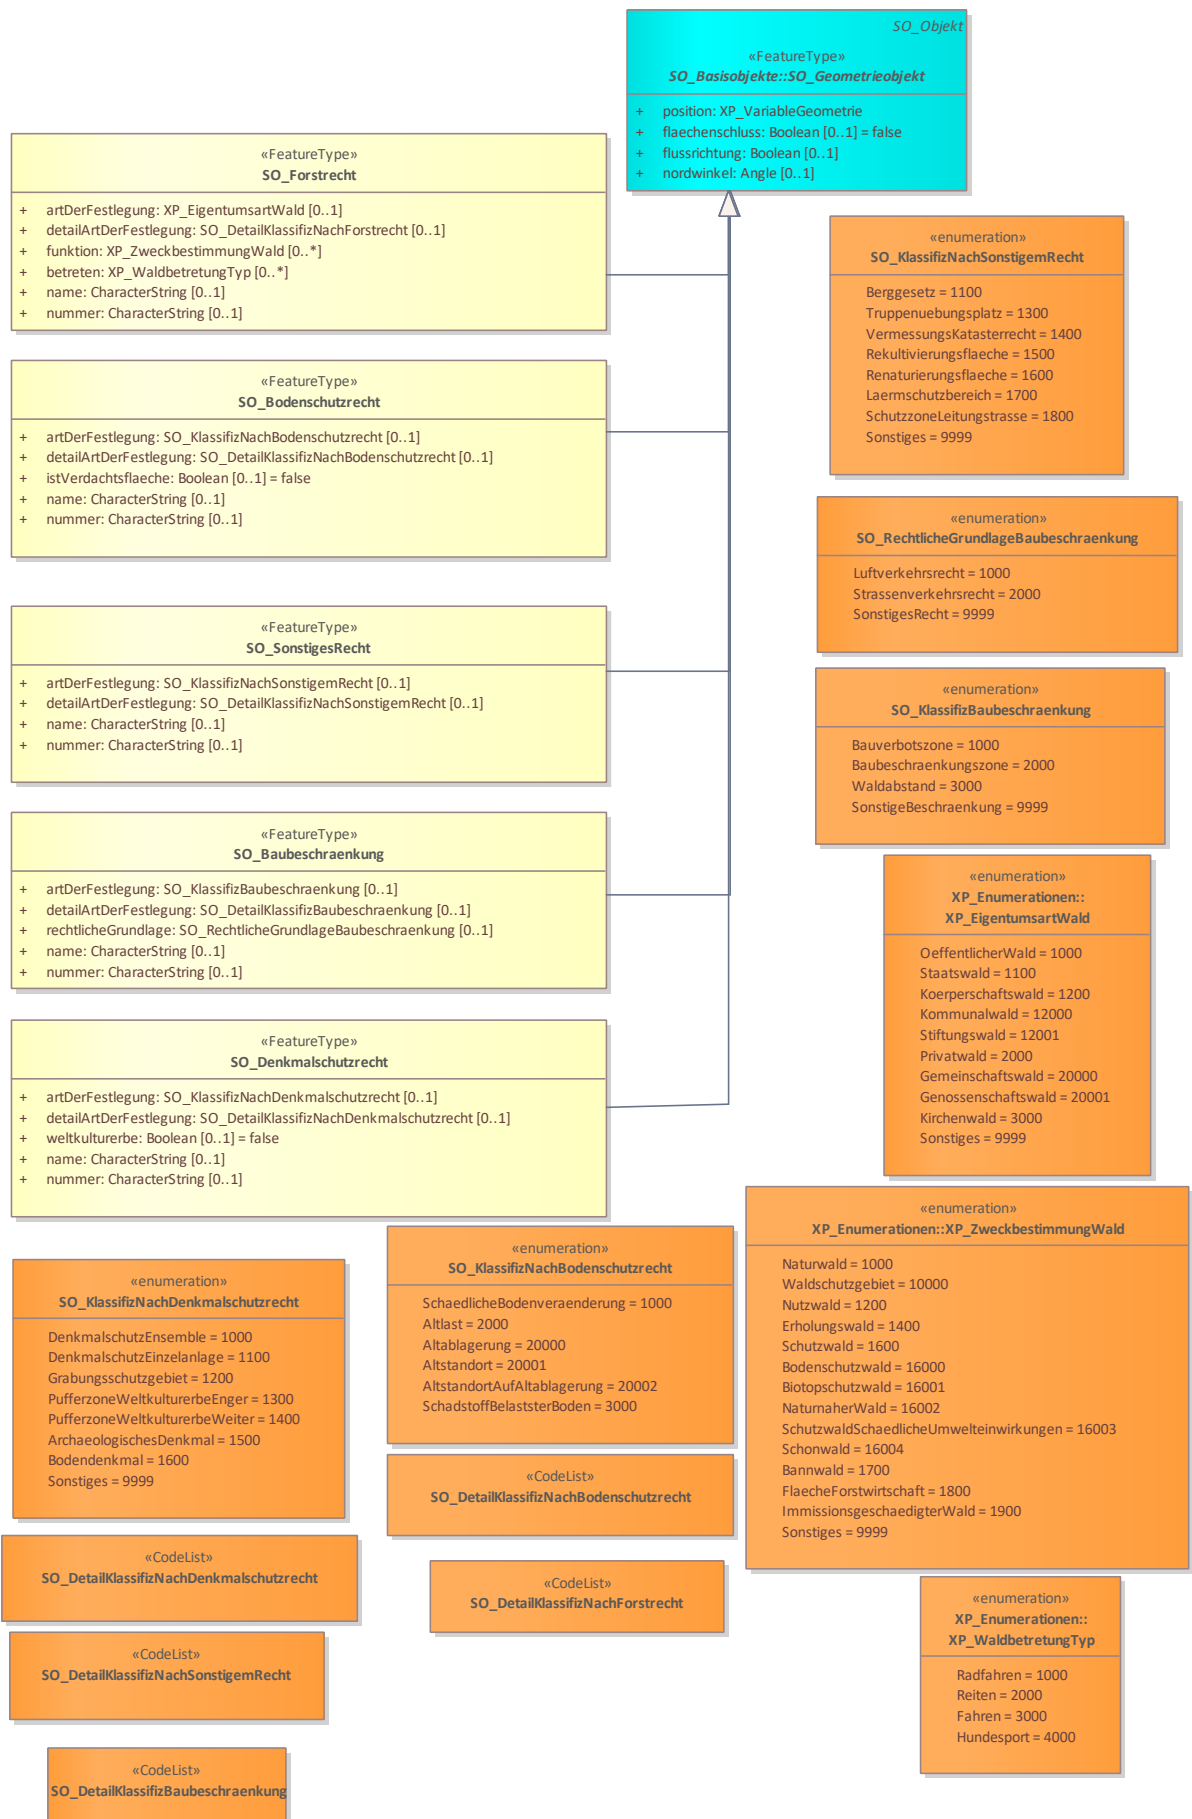 SO_Objekt
«FeatureType»
SO_Basisobjekte::SO_Geometrieobjekt
+ position: XP_VariableGeometrie
+ flaechenschluss: Boolean [0..1] = false
+ flussrichtung: Boolean [0..1]
+ nordwinkel: Angle [0..1]
«FeatureType»
SO_Forstrecht
+ artDerFestlegung: XP_EigentumsartWald [0..1]
+ detailArtDerFestlegung: SO_DetailKlassifizNachForstrecht [0..1]
+ funktion: XP_ZweckbestimmungWald [0..*]
+ betreten: XP_WaldbetretungTyp [0..*]
+ name: CharacterString [0..1]
+ nummer: CharacterString [0..1]
«FeatureType»
SO_Bodenschutzrecht
+ artDerFestlegung: SO_KlassifizNachBodenschutzrecht [0..1]
+ detailArtDerFestlegung: SO_DetailKlassifizNachBodenschutzrecht [0..1]
+ istVerdachtsflaeche: Boolean [0..1] = false
+ name: CharacterString [0..1]
+ nummer: CharacterString [0..1]
«FeatureType»
SO_SonstigesRecht
+ artDerFestlegung: SO_KlassifizNachSonstigemRecht [0..1]
+ detailArtDerFestlegung: SO_DetailKlassifizNachSonstigemRecht [0..1]
+ name: CharacterString [0..1]
+ nummer: CharacterString [0..1]
«FeatureType»
SO_Baubeschraenkung
+ artDerFestlegung: SO_KlassifizBaubeschraenkung [0..1]
+ detailArtDerFestlegung: SO_DetailKlassifizBaubeschraenkung [0..1]
+ rechtlicheGrundlage: SO_RechtlicheGrundlageBaubeschraenkung [0..1]
+ name: CharacterString [0..1]
+ nummer: CharacterString [0..1]
«FeatureType»
SO_Denkmalschutzrecht
+ artDerFestlegung: SO_KlassifizNachDenkmalschutzrecht [0..1]
+ detailArtDerFestlegung: SO_DetailKlassifizNachDenkmalschutzrecht [0..1]
+ weltkulturerbe: Boolean [0..1] = false
+ name: CharacterString [0..1]
+ nummer: CharacterString [0..1]
«enumeration»
SO_KlassifizNachSonstigemRecht
Berggesetz = 1100
Truppenuebungsplatz = 1300
VermessungsKatasterrecht = 1400
Rekultivierungsflaeche = 1500
Renaturierungsflaeche = 1600
Laermschutzbereich = 1700
SchutzzoneLeitungstrasse = 1800
Sonstiges = 9999
«enumeration»
SO_RechtlicheGrundlageBaubeschraenkung
Luftverkehrsrecht = 1000
Strassenverkehrsrecht = 2000
SonstigesRecht = 9999
«enumeration»
SO_KlassifizBaubeschraenkung
Bauverbotszone = 1000
Baubeschraenkungszone = 2000
Waldabstand = 3000
SonstigeBeschraenkung = 9999
«enumeration»
XP_Enumerationen::
XP_EigentumsartWald
OeffentlicherWald = 1000
Staatswald = 1100
Koerperschaftswald = 1200
Kommunalwald = 12000
Stiftungswald = 12001
Privatwald = 2000
Gemeinschaftswald = 20000
Genossenschaftswald = 20001
Kirchenwald = 3000
Sonstiges = 9999
«enumeration»
XP_Enumerationen::XP_ZweckbestimmungWald
Naturwald = 1000
Waldschutzgebiet = 10000
Nutzwald = 1200
Erholungswald = 1400
Schutzwald = 1600
Bodenschutzwald = 16000
Biotopschutzwald = 16001
NaturnaherWald = 16002
SchutzwaldSchaedlicheUmwelteinwirkungen = 16003
Schonwald = 16004
Bannwald = 1700
FlaecheForstwirtschaft = 1800
ImmissionsgeschaedigterWald = 1900
Sonstiges = 9999
«enumeration»
SO_KlassifizNachBodenschutzrecht
SchaedlicheBodenveraenderung = 1000
Altlast = 2000
Altablagerung = 20000
Altstandort = 20001
AltstandortAufAltablagerung = 20002
SchadstoffBelaststerBoden = 3000
«enumeration»
SO_KlassifizNachDenkmalschutzrecht
DenkmalschutzEnsemble = 1000
DenkmalschutzEinzelanlage = 1100
Grabungsschutzgebiet = 1200
PufferzoneWeltkulturerbeEnger = 1300
PufferzoneWeltkulturerbeWeiter = 1400
ArchaeologischesDenkmal = 1500
Bodendenkmal = 1600
Sonstiges = 9999
«CodeList»
SO_DetailKlassifizNachBodenschutzrecht
«CodeList»
SO_DetailKlassifizNachDenkmalschutzrecht
«CodeList»
SO_DetailKlassifizNachForstrecht
«enumeration»
XP_Enumerationen::
XP_WaldbetretungTyp
Radfahren = 1000
Reiten = 2000
Fahren = 3000
Hundesport = 4000
«CodeList»
SO_DetailKlassifizNachSonstigemRecht
«CodeList»
SO_DetailKlassifizBaubeschraenkung